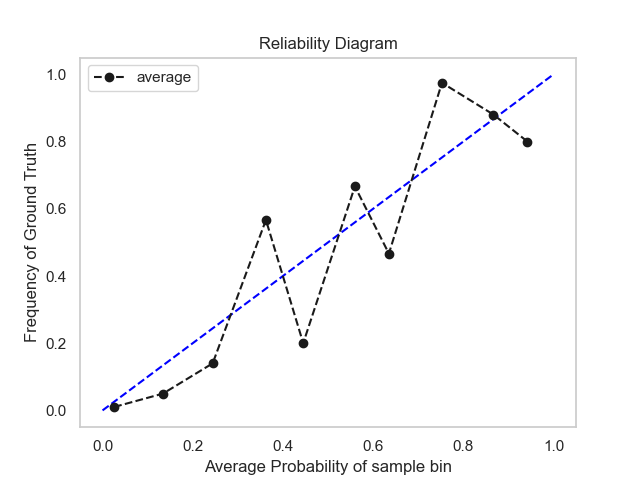 Reliability Diagram
average
Frequency of Ground Truth
1.0
0.8
0.6
0.4
0.2
0.0
0.0 0.2 0.4 0.6 0.8 1.0
Average Probability of sample bin